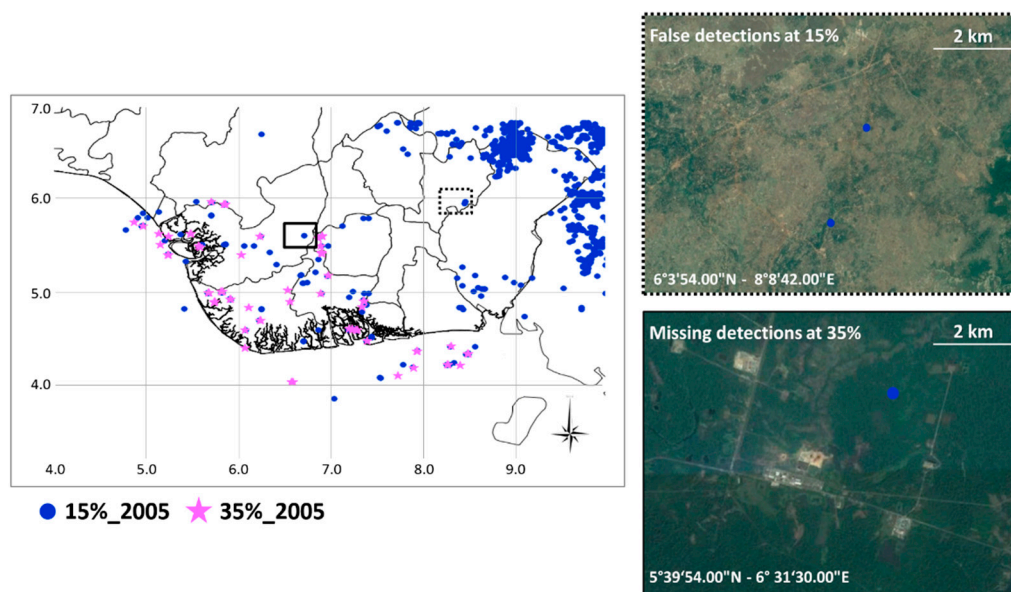 False detections at 15%
2 km
6°3'54.00"N - 8°8'42.00"E
7.0
6.0
5.0
4.0
4.0 5.0 6.0 7.0 8.0 9.0
15%_2005 35%_2005
Missing detections at 35%
2 km
5°39‘54.00"N - 6° 31‘30.00"E